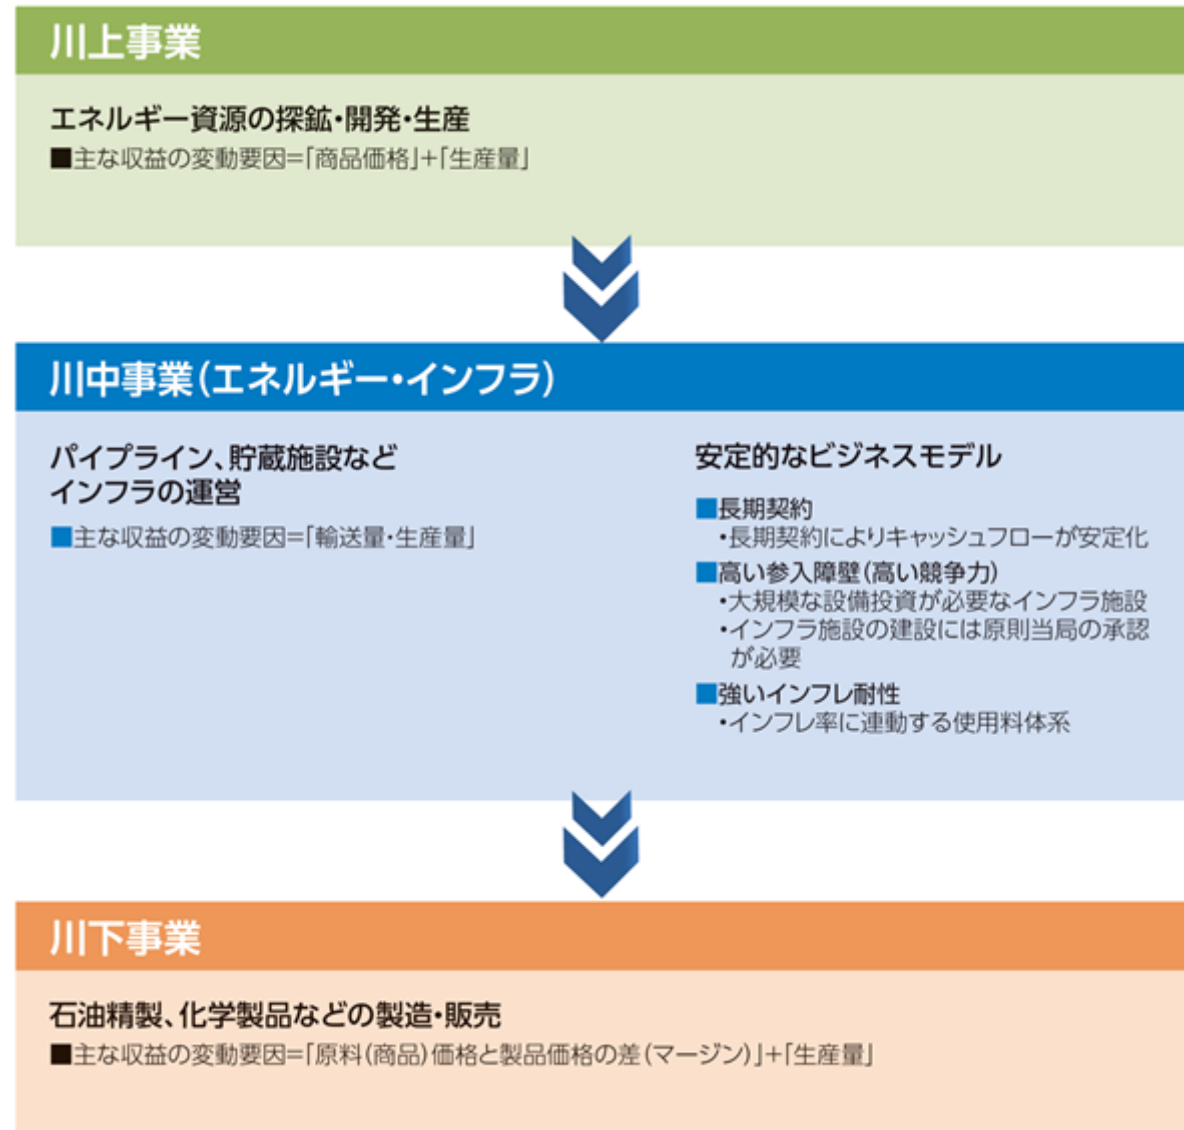 川上事業
エネルギー資源の探鉱・開発・生産
■主な収益の変動要因=「商品価格」+「生産量」
川中事業(エネルギー・インフラ)
パイプライン、貯蔵施設など
インフラの運営
■主な収益の変動要因=「輸送量・生産量」
安定的なビジネスモデル
■長期契約
・長期契約によりキャッシュフローが安定化
■高い参入障壁(高い競争力)
・大規模な設備投資が必要なインフラ施設
・インフラ施設の建設には原則当局の承認
が必要
■強いインフレ耐性
・インフレ率に連動する使用料体系
川下事業
石油精製、化学製品などの製造・販売
■主な収益の変動要因=「原料(商品)価格と製品価格の差(マージン)」+「生産量」